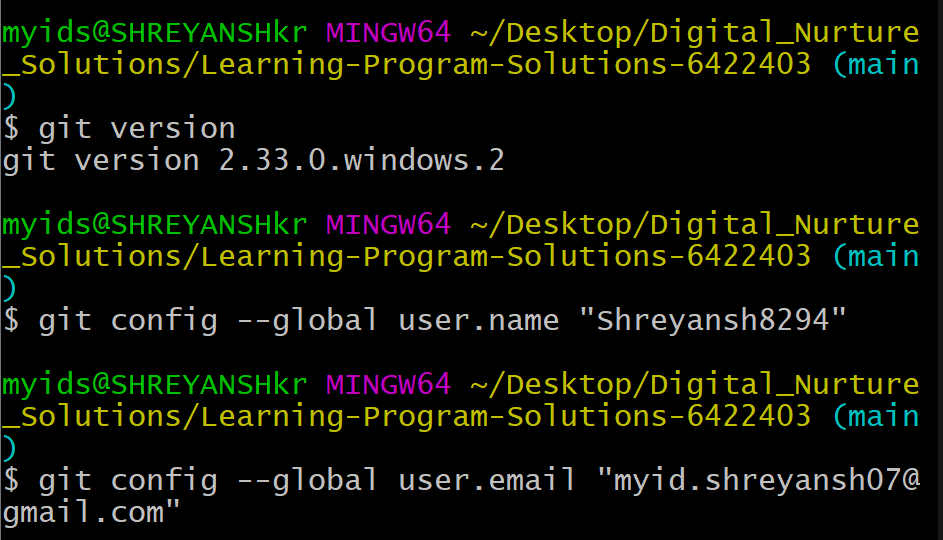 myids@SHREYANSHkr MINGW64 ~/Desktop/Digital_Nurture
_Solutions/Learning-Program-Solutions-6422403 (main
)
$ git version
git version 2.33.0.windows.2
myids@SHREYANSHkr MINGW64 ~/Desktop/Digital_Nurture
_Solutions/Learning-Program-Solutions-6422403 (main
)
$ git config --global user.name "Shreyansh8294"
myids@SHREYANSHkr MINGW64 ~/Desktop/Digital_Nurture
_Solutions/Learning-Program-Solutions-6422403 (main
)
$ git config --global user.email "myid.shreyansh07@
gmail.com"